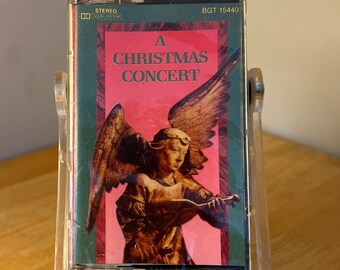 STEREO
BGT 15440
A
CHRISTMAS
CONCERT